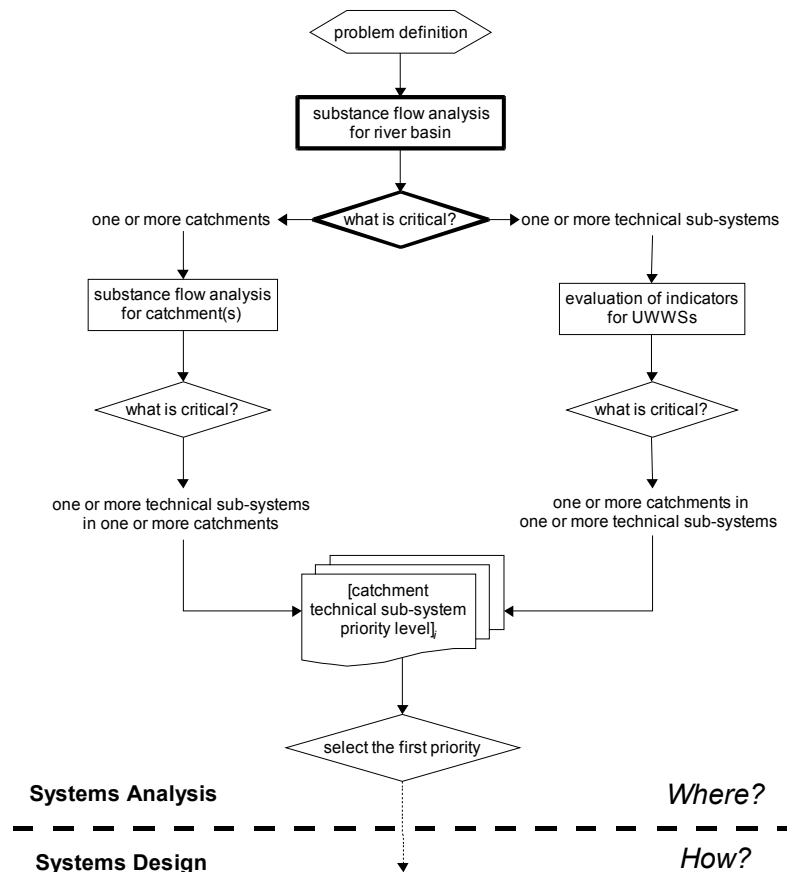 problem definition
substance flow analysis
for river basin
one or more catchments
what is critical?
one or more technical sub-systems
substance flow analysis
for catchment(s)
evaluation of indicators
for UWWSs
what is critical?
what is critical?
one or more technical sub-systems
in one or more catchments
one or more catchments in
one or more technical sub-systems
[catchment
technical sub-system
priority level]i
select the first priority
Systems Analysis
Where?
Systems Design
How?